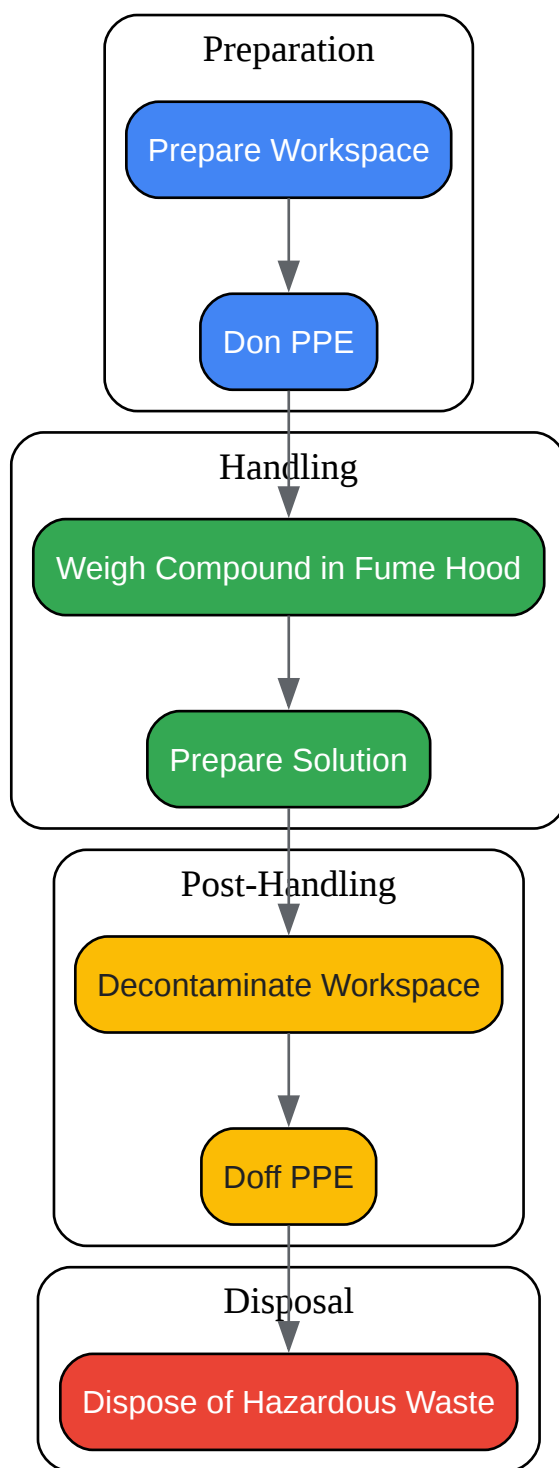 Preparation
Prepare Workspace
Don PPE
Handling
Weigh Compound in Fume Hood
Prepare Solution
Post-Handling
Decontaminate Workspace
Doff PPE
Disposal
Dispose of Hazardous Waste